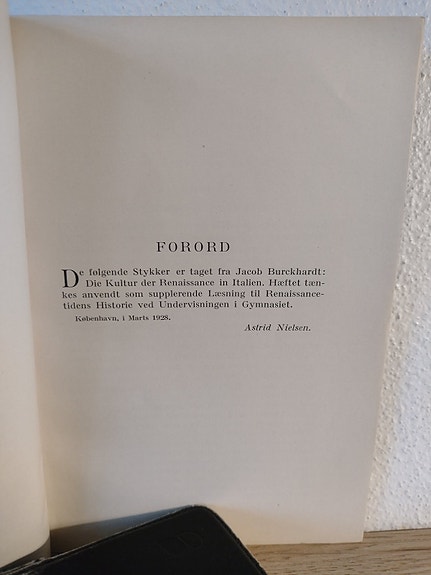 FORORD
De følgende Stykker er taget fra Jacob Burckhardt:
Die Kultur der Renaissance in Italien. Hæftet tæn-
kes anvendt som supplerende Læsning til Renaissance-
tidens Historie ved Undervisningen i Gymnasiet.
København, i Marts 1928.
Astrid Nielsen.